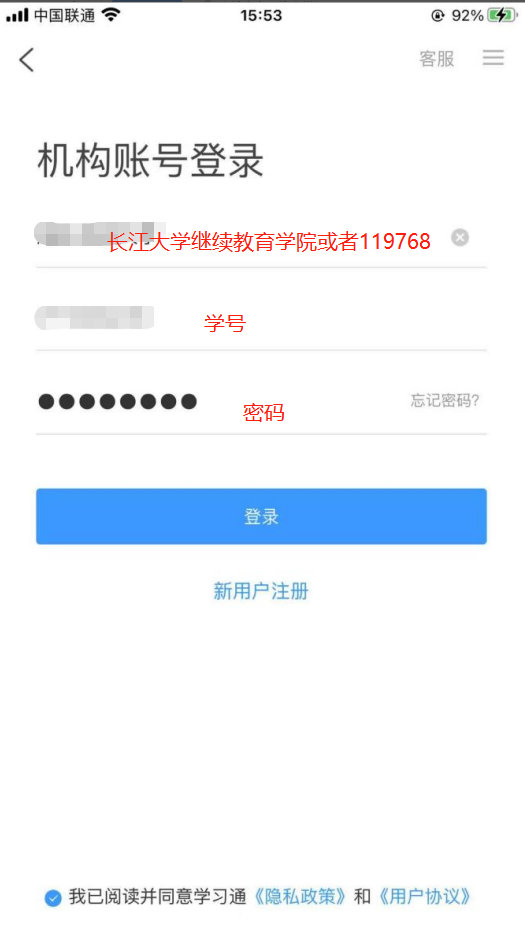 中国联通 15:53 92%
客服
机构账号登录
长江大学继续教育学院或者119768
学号
密码 忘记密码?
登录
新用户注册
我已阅读并同意学习通《隐私政策》和《用户协议》